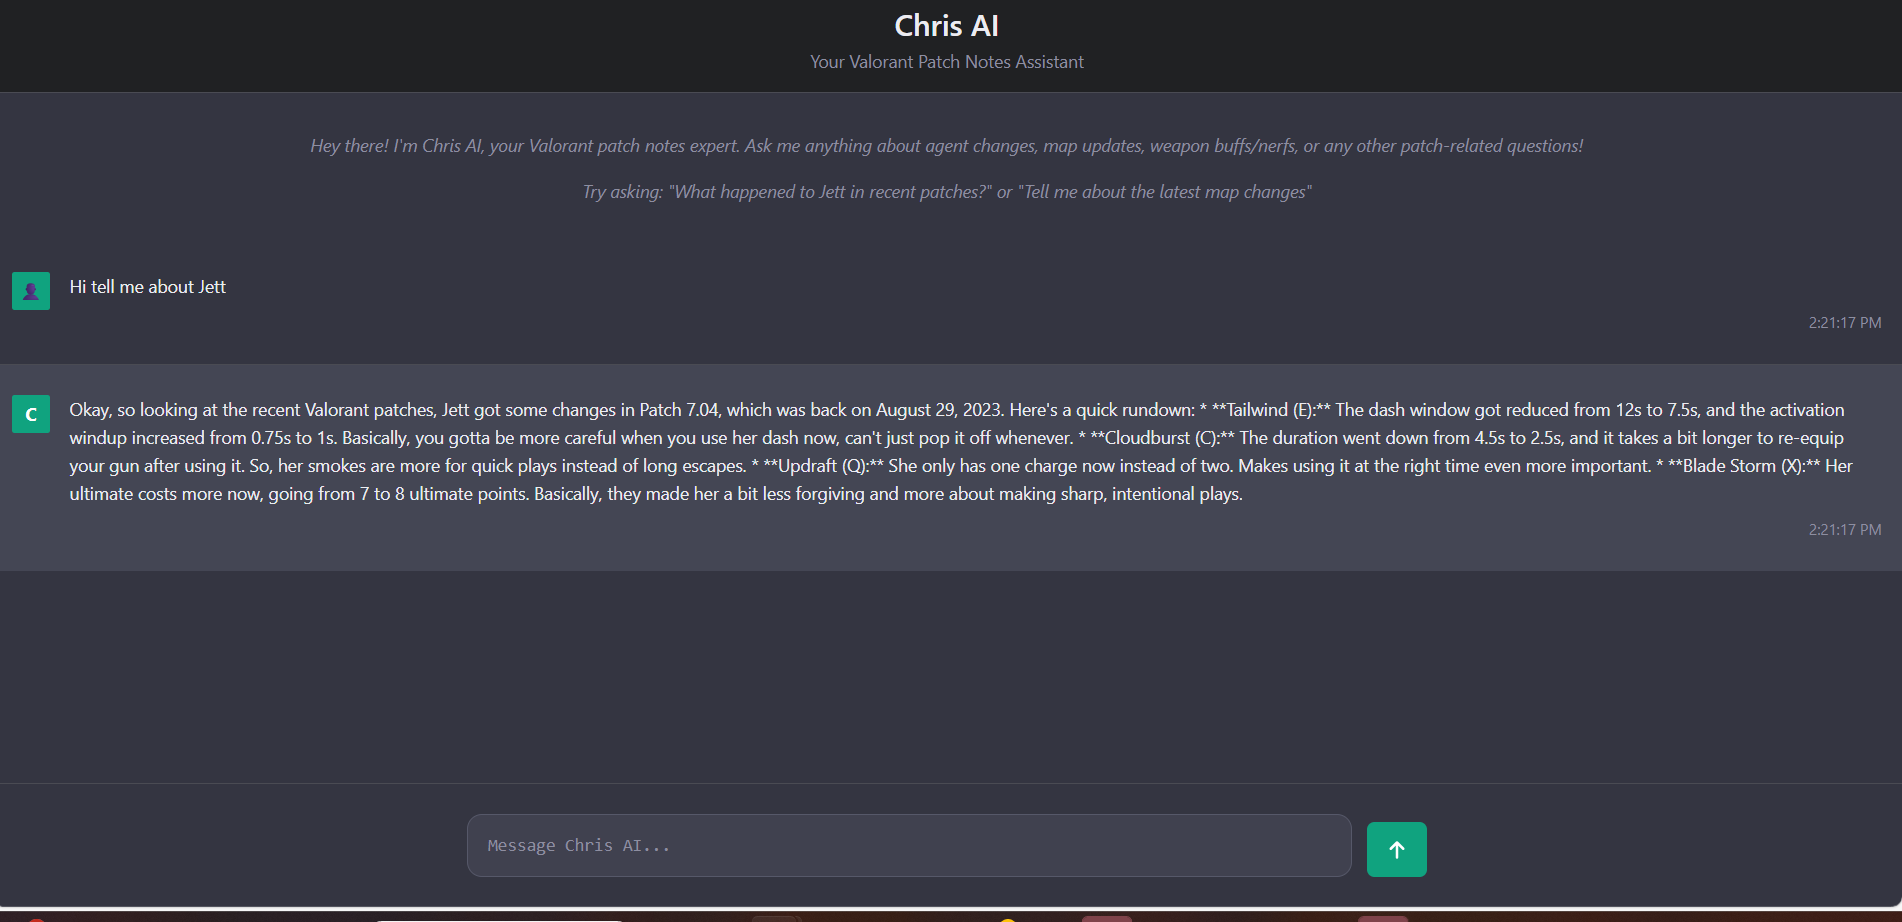 Chris AI
Your Valorant Patch Notes Assistant
Hey there! I'm Chris AI, your Valorant patch notes expert. Ask me anything about agent changes, map updates, weapon buffs/nerfs, or any other patch-related questions!
Try asking: "What happened to Jett in recent patches?" or "Tell me about the latest map changes"
Hi tell me about Jett
2:21:17 PM
C
Okay, so looking at the recent Valorant patches, Jett got some changes in Patch 7.04, which was back on August 29, 2023. Here's a quick rundown: * **Tailwind (E):** The dash window got reduced from 12s to 7.5s, and the activation
windup increased from 0.75s to 1s. Basically, you gotta be more careful when you use her dash now, can't just pop it off whenever. * **Cloudburst (C):** The duration went down from 4.5s to 2.5s, and it takes a bit longer to re-equip
your gun after using it. So, her smokes are more for quick plays instead of long escapes. * **Updraft (Q):** She only has one charge now instead of two. Makes using it at the right time even more important. * **Blade Storm (X):** Her
ultimate costs more now, going from 7 to 8 ultimate points. Basically, they made her a bit less forgiving and more about making sharp, intentional plays.
2:21:17 PM
Message Chris AI...